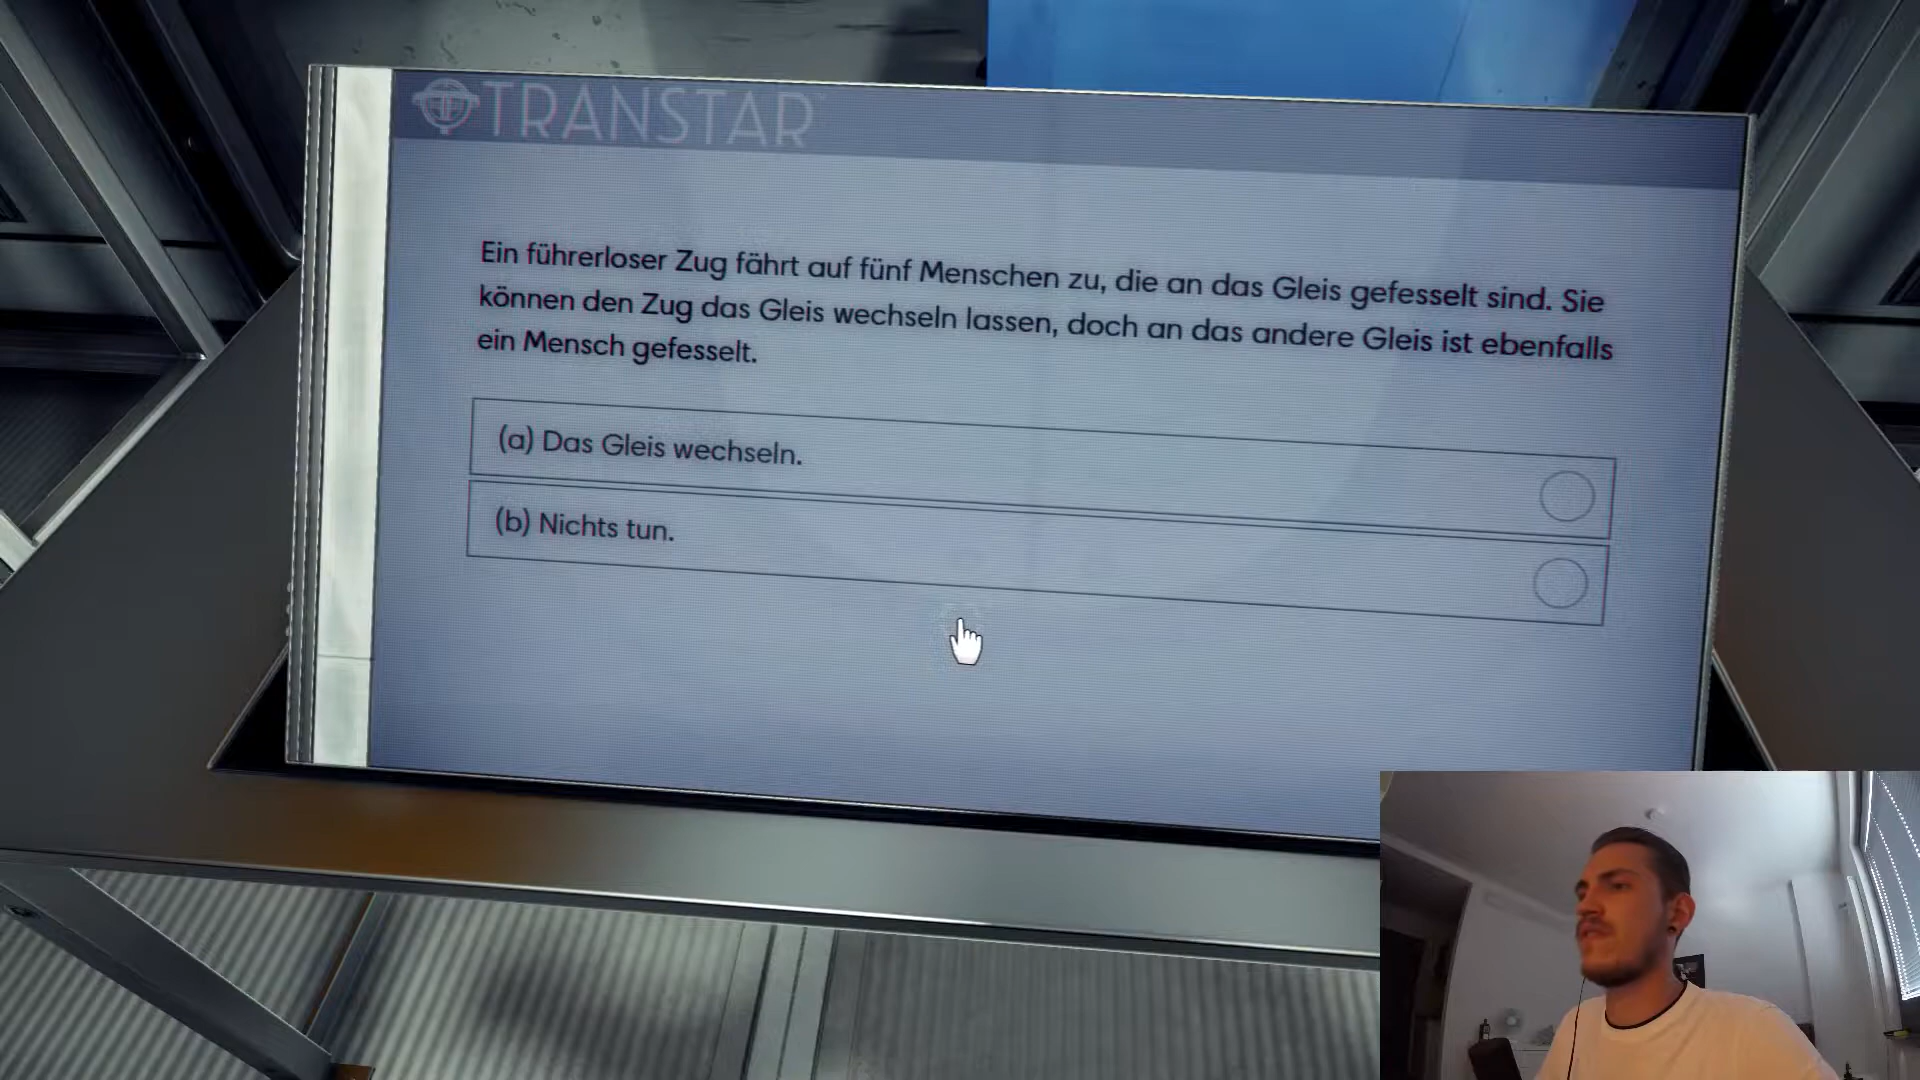 TRANSTAR
Ein führerloser Zug fährt auf fünf Menschen zu, die an das Gleis gefesselt sind. Sie
können den Zug das Gleis wechseln lassen, doch an das andere Gleis ist ebenfalls
ein Mensch gefesselt.
(a) Das Gleis wechseln.
(b) Nichts tun.